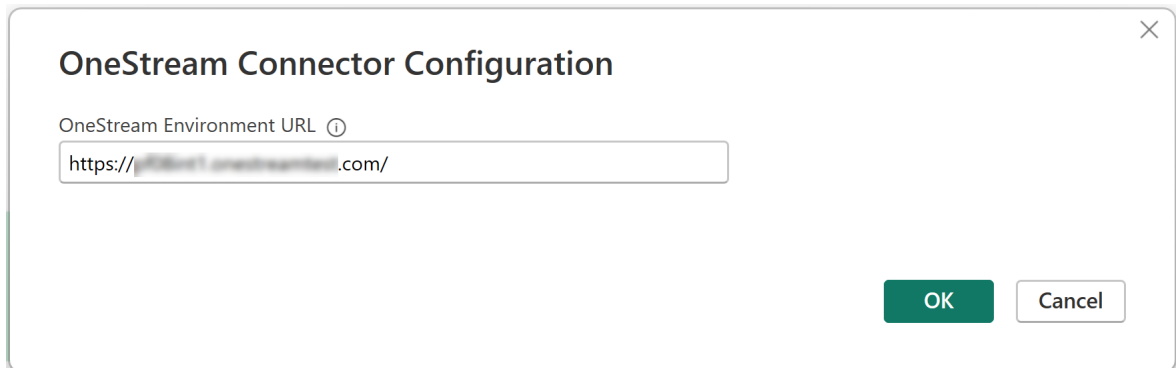 OneStream Connector Configuration
OneStream Environment URL
https:// .com/
OK
Cancel